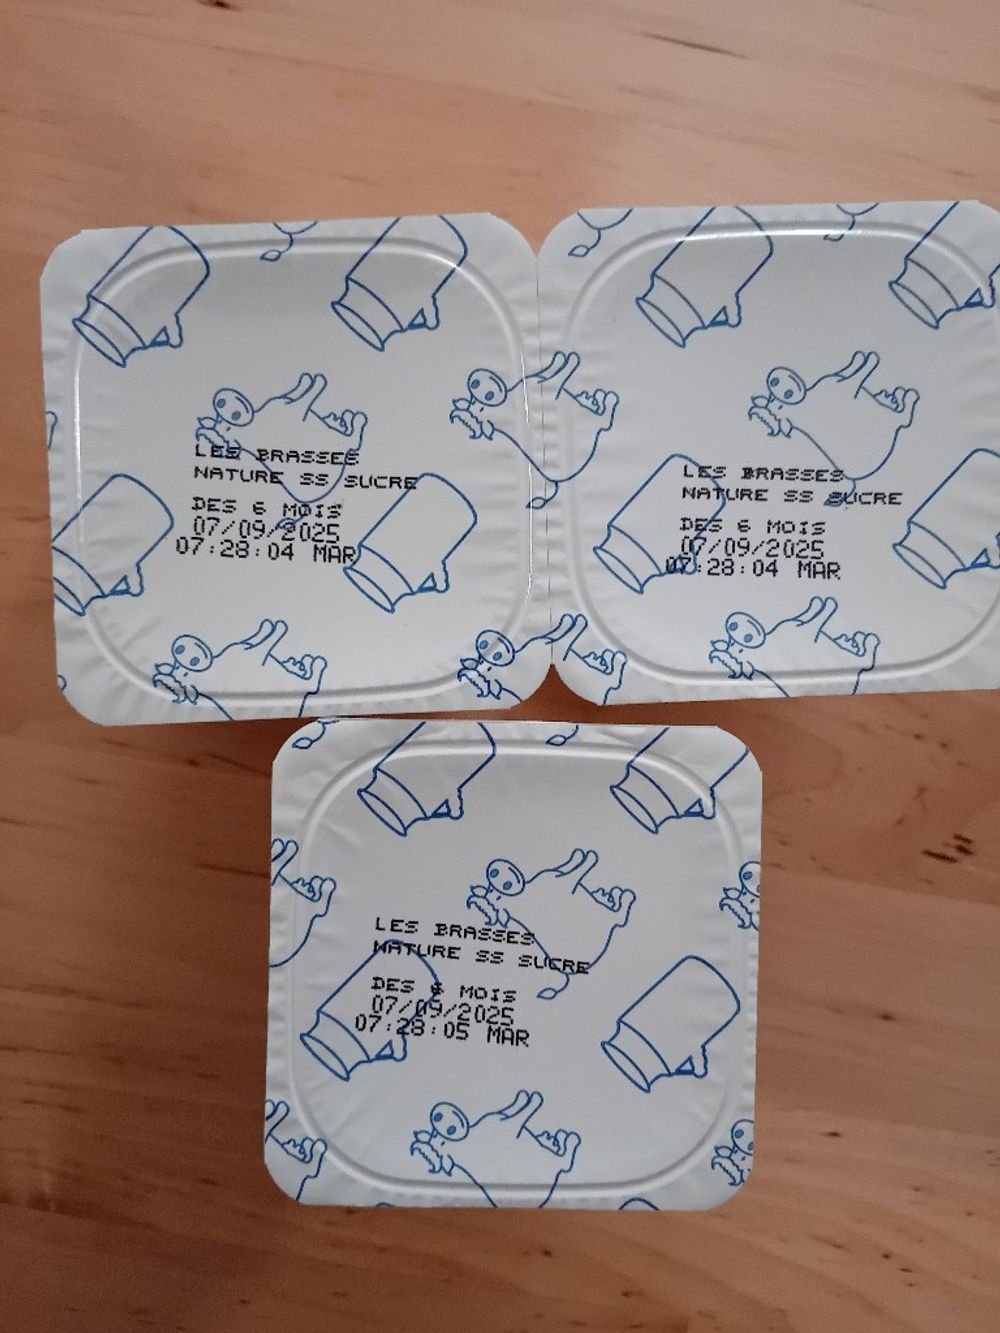 LES BRASSES
NATURE SS SUCRE
DES 6 MOIS
07/09/2025
07:28:04 MAR
LES BRASSES
NATURE SS SUCRE
DES 6 MOIS
07/09/2025
07:28:04 MAR
LES BRASSES
NATURE SS SUCRE
DES 6 MOIS
07/09/2025
07:28:05 MAR